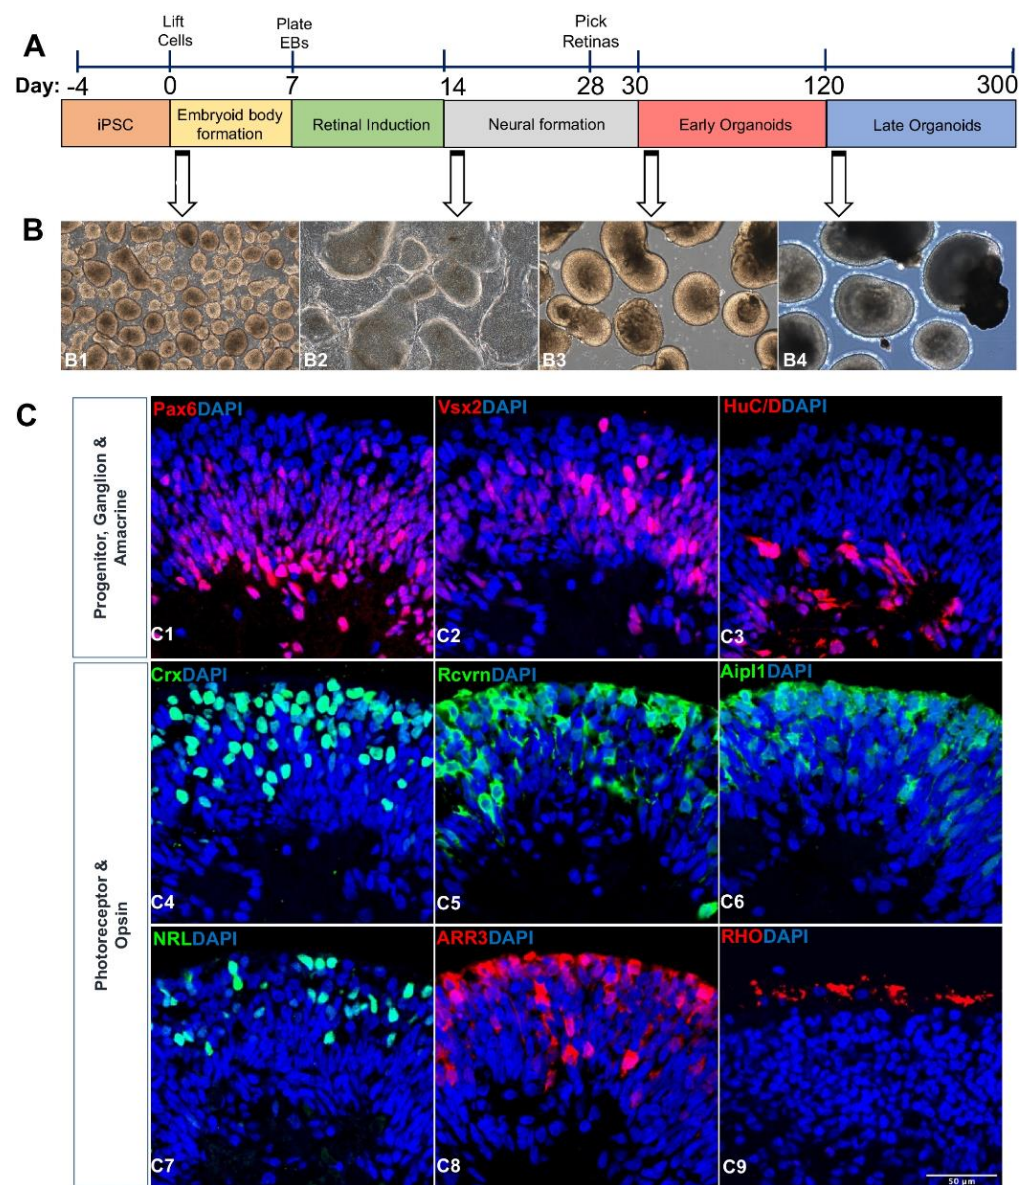 A
Lift
Cells
Plate
EBs
Pick
Retinas
Day: -4 0 7 14 28 30 120 300
iPSC
Embryoid body
formation
Retinal Induction
Neural formation
Early Organoids
Late Organoids
B
B1
B2
B3
B4
C
Progenitor, Ganglion &
Amacrine
Pax6DAPI
C1
Vsx2DAPI
C2
HuC/DDAPI
C3
Photoreceptor &
Opsin
CrxDAPI
C4
RcvrnDAPI
C5
Aipl1DAPI
C6
NRLDAPI
C7
ARR3DAPI
C8
RHODAPI
C9
50 µm